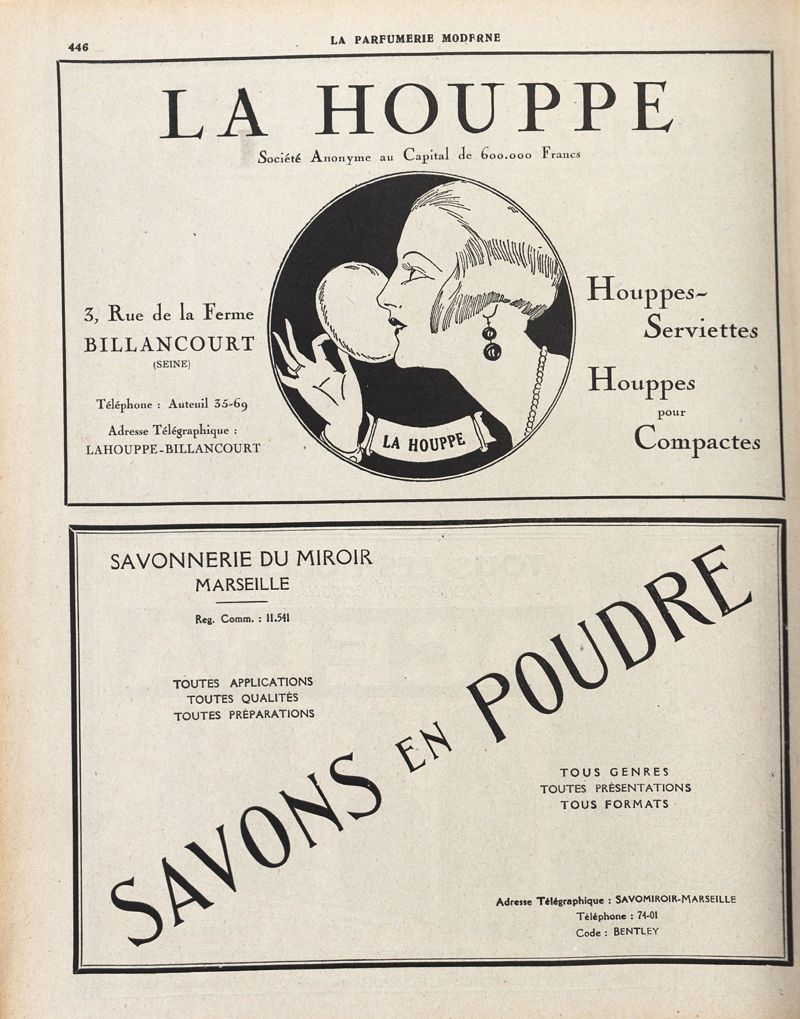 446
LA PARFUMERIE MODERNE
LA HOUPPE
Société Anonyme au Capital de 600.000 Francs
3, Rue de la Ferme
BILLANCOURT
(SEINE)
Téléphone : Auteuil 35-69
Adresse Télégraphique :
LAHOUPPE-BILLANCOURT
LA HOUPPE
Houppes-
Serviettes
Houppes
pour
Compactes
SAVONNERIE DU MIROIR
MARSEILLE
Reg. Comm. : 11.541
TOUTES APPLICATIONS
TOUTES QUALITÉS
TOUTES PRÉPARATIONS
SAVONS EN POUDRE
TOUS GENRES
TOUTES PRÉSENTATIONS
TOUS FORMATS
Adresse Télégraphique : SAVOMIROIR-MARSEILLE
Téléphone : 74-01
Code : BENTLEY